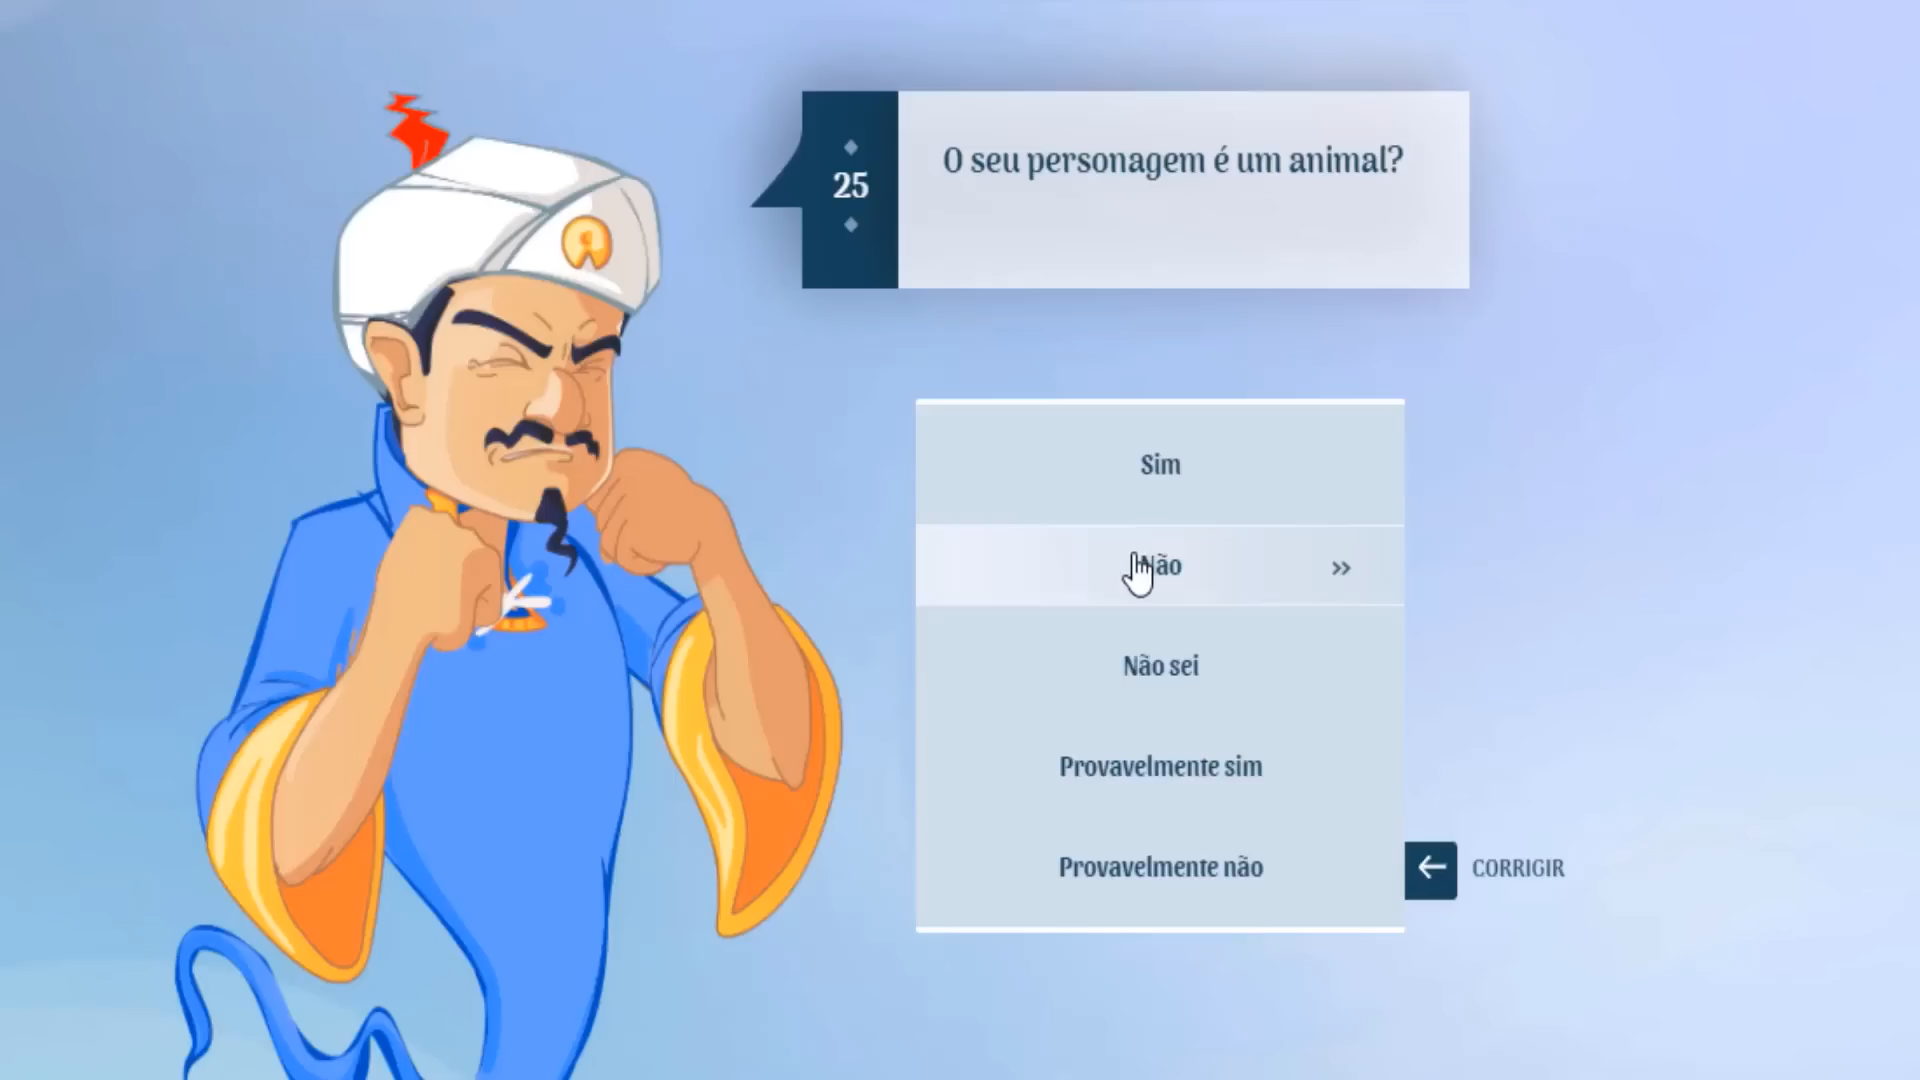 25
O seu personagem é um animal?
Sim
Não
Não sei
Provavelmente sim
Provavelmente não
CORRIGIR